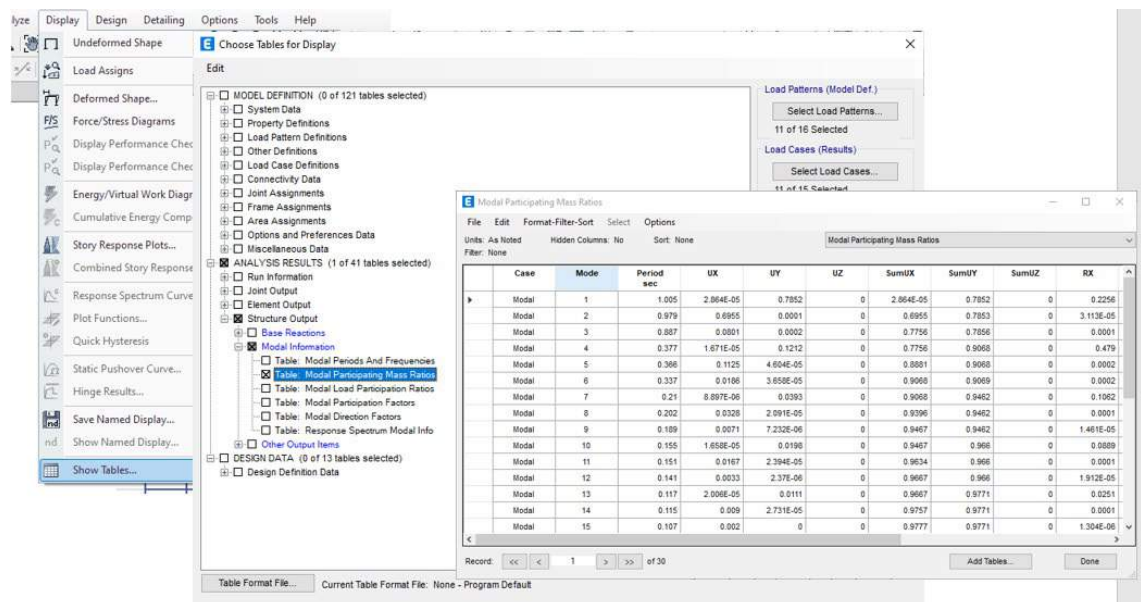 lyze Display Design Detailing Options Tools Help
Undeformed Shape
Load Assigns
Deformed Shape...
F/S Force/Stress Diagrams
Display Performance Chec
Display Performance Chec
Energy/Virtual Work Diagr
Cumulative Energy Comp
Story Response Plots...
Combined Story Response
Response Spectrum Curve
Plot Functions...
Quick Hysteresis
Static Pushover Curve...
Hinge Results...
Save Named Display...
nd Show Named Display...
Show Tables...
E Choose Tables for Display
Edit
MODEL DEFINITION (0 of 121 tables selected)
System Data
Property Definitions
Load Pattern Definitions
Other Definitions
Load Case Definitions
Connectivity Data
Joint Assignments
Frame Assignments
Area Assignments
Options and Preferences Data
Miscellaneous Data
ANALYSIS RESULTS (1 of 41 tables selected)
Run Information
Joint Output
Element Output
Structure Output
Base Reactions
Modal Information
Table: Modal Periods And Frequencies
Table: Modal Participating Mass Ratios
Table: Modal Load Participation Ratios
Table: Modal Participation Factors
Table: Modal Direction Factors
Table: Response Spectrum Modal Info
Other Output Items
DESIGN DATA (0 of 13 tables selected)
Design Definition Data
Load Patterns (Model Def.)
Select Load Patterns...
11 of 16 Selected
Load Cases (Results)
Select Load Cases...
11 of 15 Selected
Table Format File... Current Table Format File: None - Program Default
E Modal Participating Mass Ratios
File Edit Format-Filter-Sort Select Options
Units: As Noted Hidden Columns: No Sort: None Modal Participating Mass Ratios
Filter: None
Case Mode Period sec UX UY UZ SumUX SumUY SumUZ RX
Modal 1 1.005 2.864E-05 0.7852 0 2.864E-05 0.7852 0 0.2256
Modal 2 0.979 0.6955 0.0001 0 0.6955 0.7853 0 3.113E-05
Modal 3 0.887 0.0801 0.0002 0 0.7756 0.7856 0 0.0001
Modal 4 0.377 1.671E-05 0.1212 0 0.7756 0.9068 0 0.479
Modal 5 0.366 0.1125 4.604E-05 0 0.8881 0.9068 0 0.0002
Modal 6 0.337 0.0186 3.658E-05 0 0.9068 0.9069 0 0.0002
Modal 7 0.21 8.897E-06 0.0393 0 0.9068 0.9462 0 0.1062
Modal 8 0.202 0.0328 2.091E-05 0 0.9396 0.9462 0 0.0001
Modal 9 0.189 0.0071 7.232E-06 0 0.9467 0.9462 0 1.461E-05
Modal 10 0.155 1.658E-05 0.0198 0 0.9467 0.966 0 0.0889
Modal 11 0.151 0.0167 2.394E-05 0 0.9634 0.966 0 0.0001
Modal 12 0.141 0.0033 2.37E-06 0 0.9667 0.966 0 1.912E-05
Modal 13 0.117 2.006E-05 0.0111 0 0.9667 0.9771 0 0.0251
Modal 14 0.115 0.009 2.731E-05 0 0.9757 0.9771 0 0.0001
Modal 15 0.107 0.002 0 0 0.9777 0.9771 0 1.304E-06
Record: << < 1 > >> of 30 Add Tables... Done